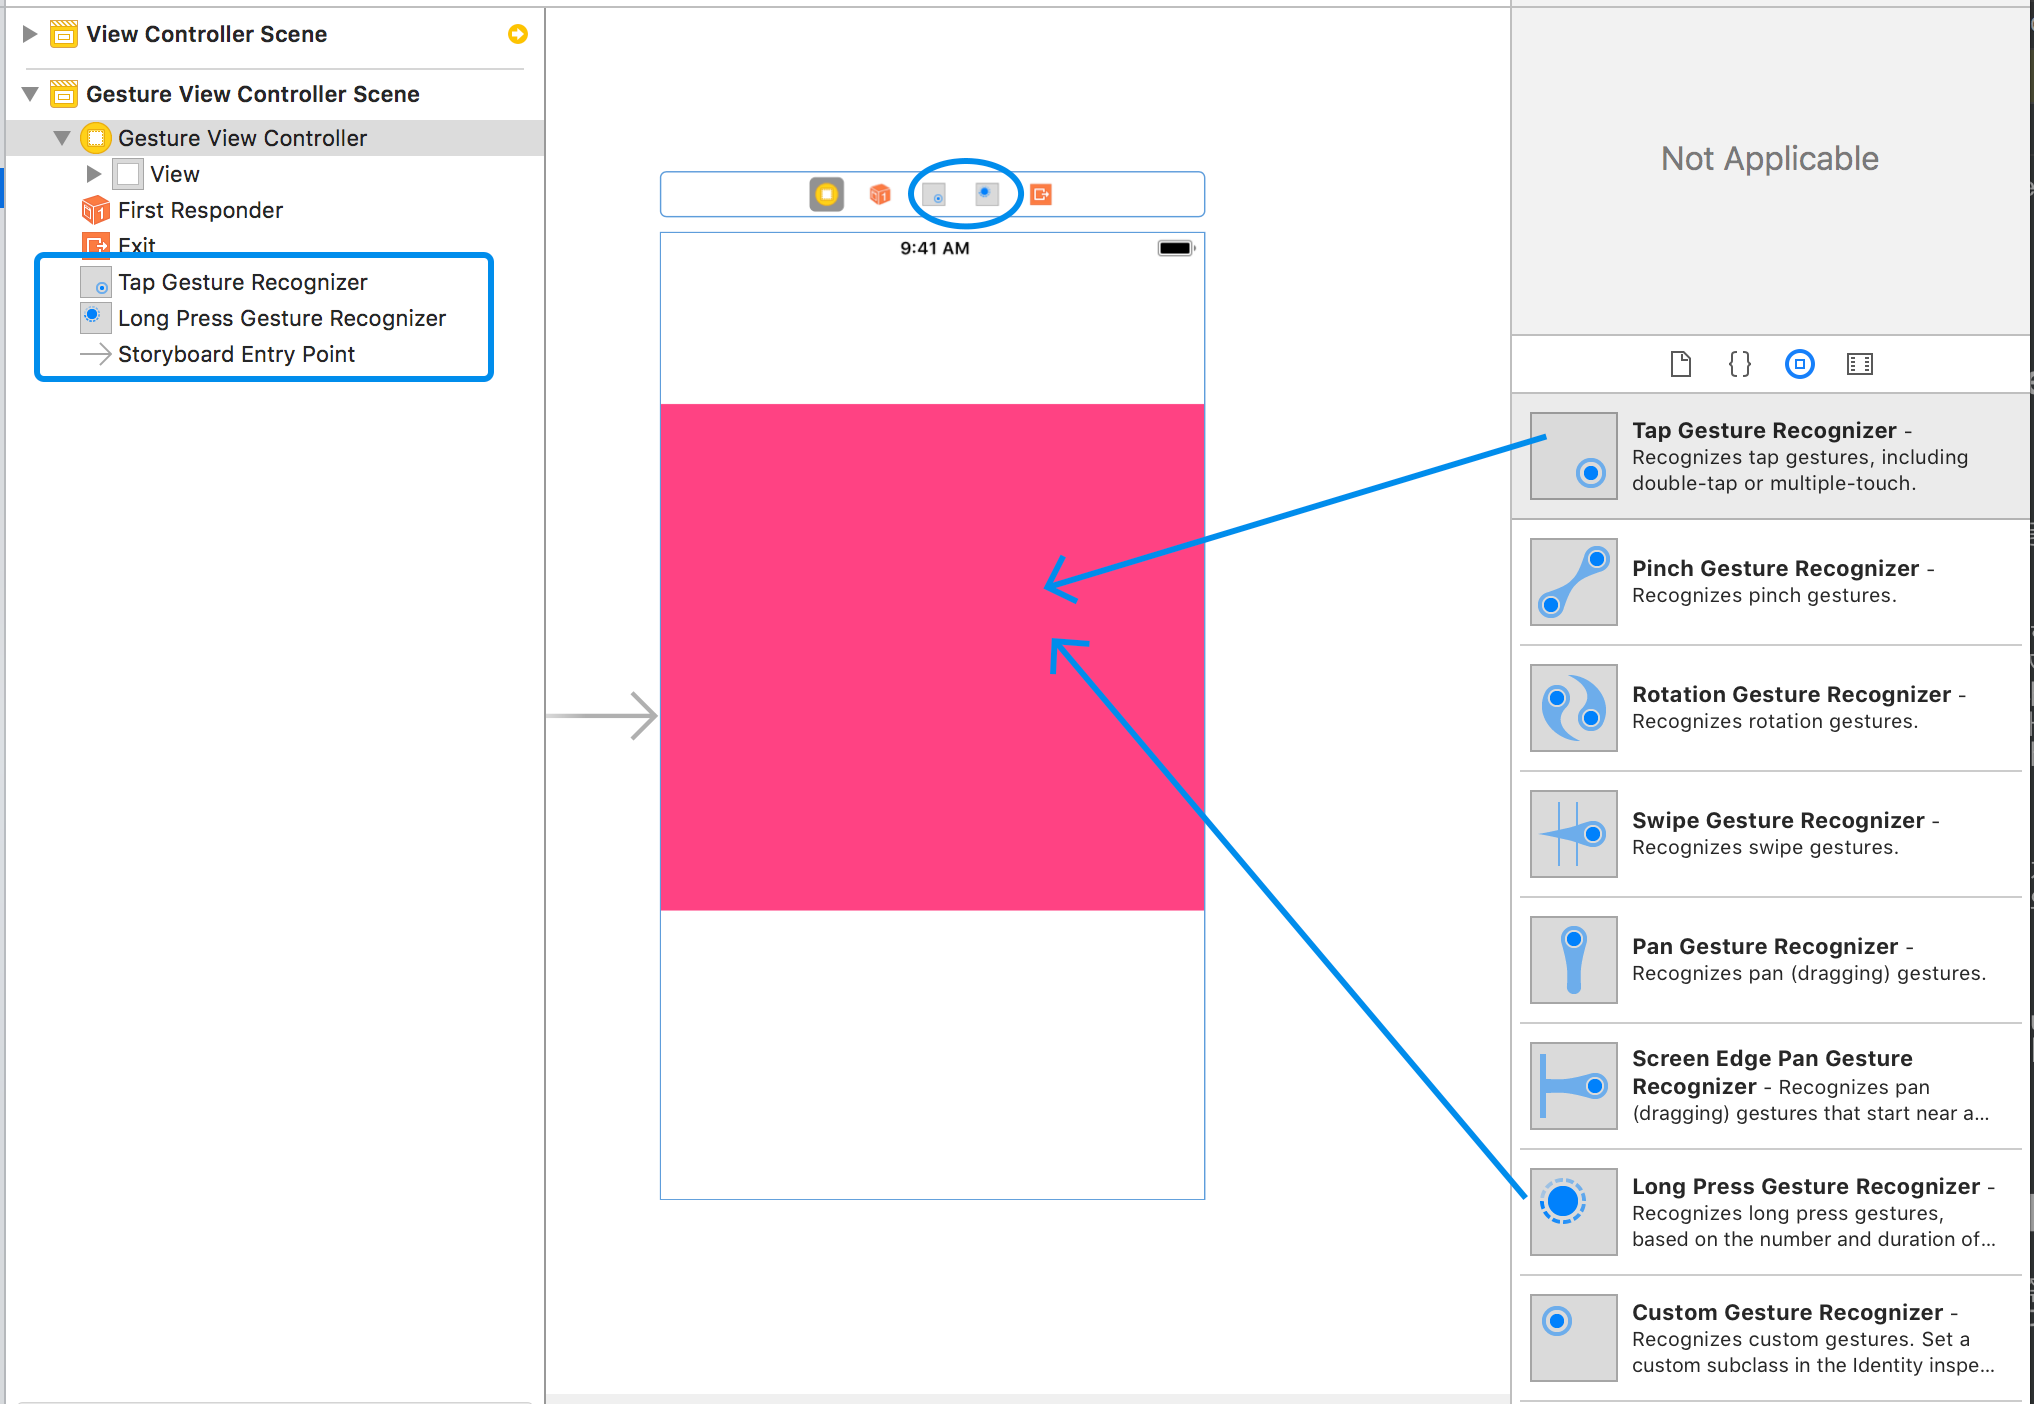 View Controller Scene
Gesture View Controller Scene
Gesture View Controller
View
First Responder
Exit
Tap Gesture Recognizer
Long Press Gesture Recognizer
Storyboard Entry Point
1
1
9:41 AM
Not Applicable
{}
Tap Gesture Recognizer -
Recognizes tap gestures, including
double-tap or multiple-touch.
Pinch Gesture Recognizer -
Recognizes pinch gestures.
Rotation Gesture Recognizer -
Recognizes rotation gestures.
Swipe Gesture Recognizer -
Recognizes swipe gestures.
Pan Gesture Recognizer -
Recognizes pan (dragging) gestures.
Screen Edge Pan Gesture
Recognizer - Recognizes pan
(dragging) gestures that start near a...
Long Press Gesture Recognizer -
Recognizes long press gestures,
based on the number and duration of...
Custom Gesture Recognizer -
Recognizes custom gestures. Set a
custom subclass in the Identity inspe...